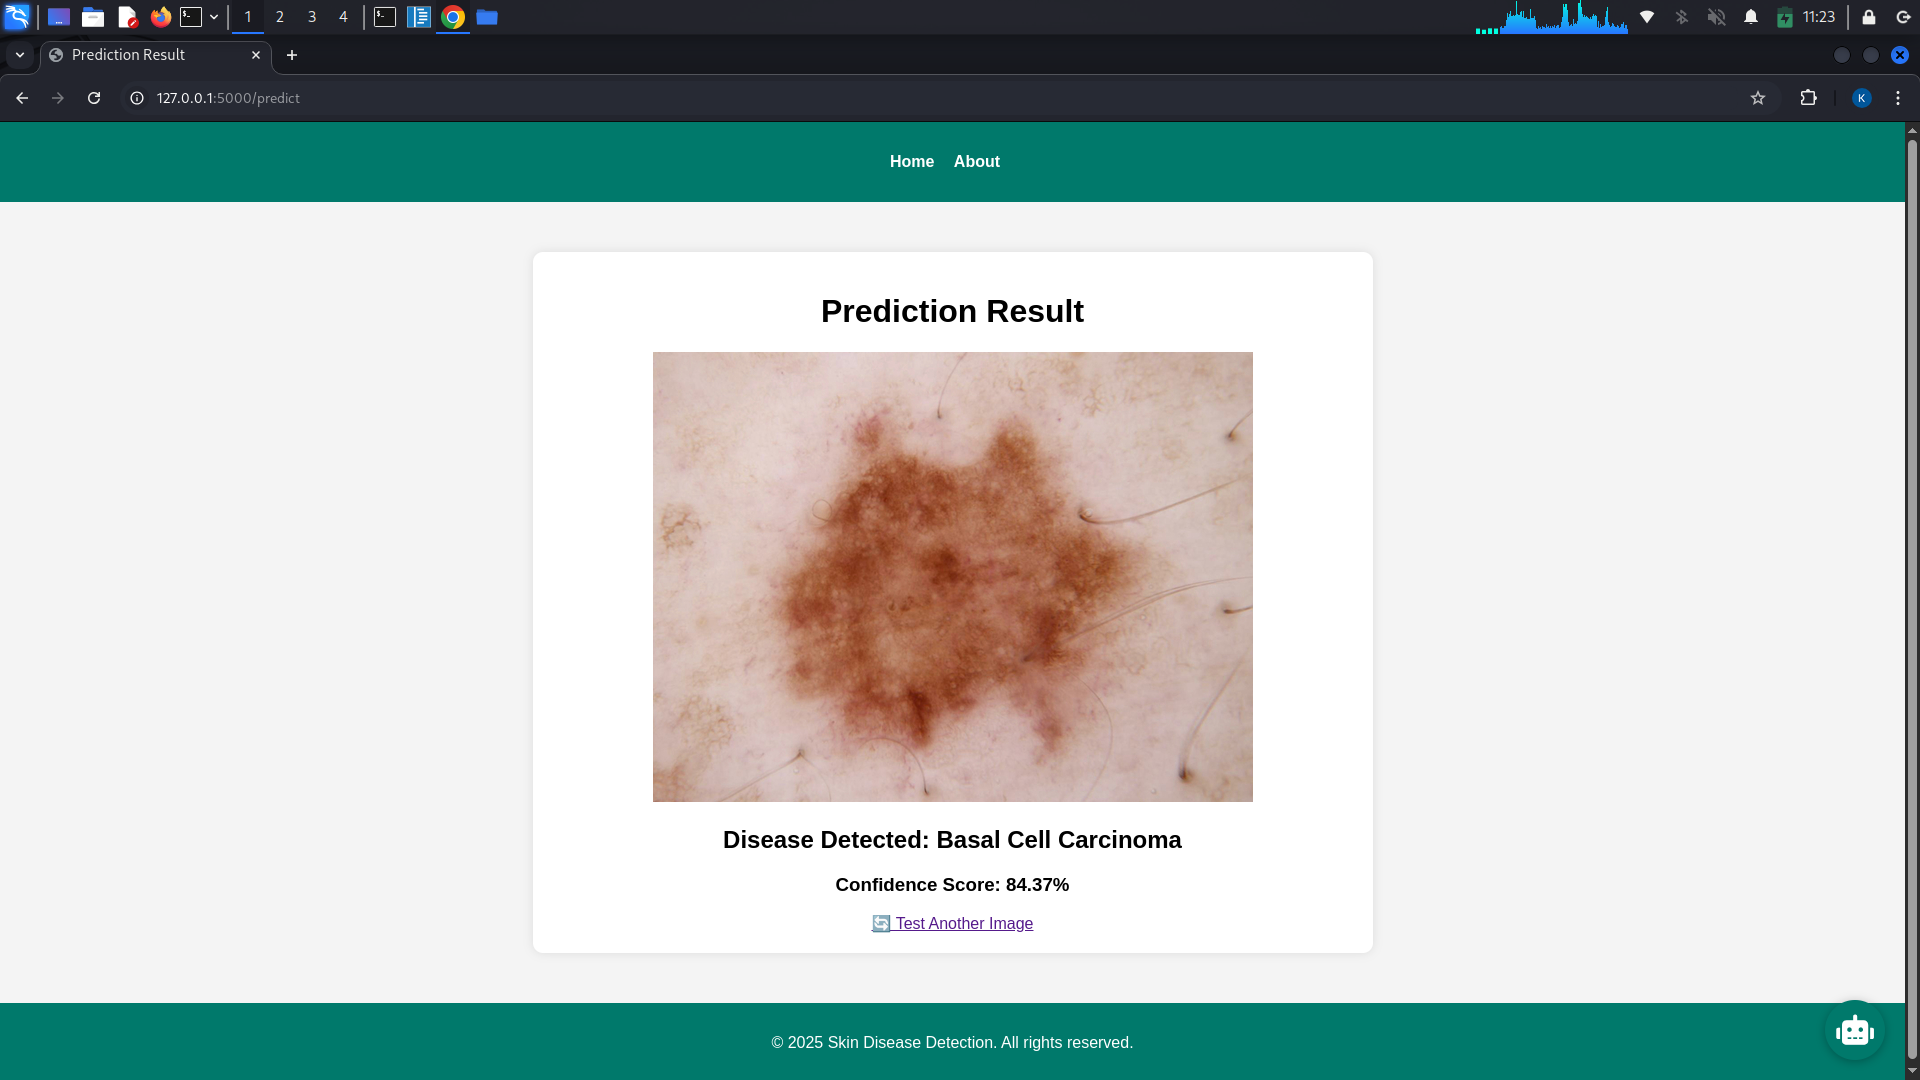 1 2 3 4 11:23
Prediction Result
127.0.0.1:5000/predict
K
Home About
Prediction Result
Disease Detected: Basal Cell Carcinoma
Confidence Score: 84.37%
Test Another Image
© 2025 Skin Disease Detection. All rights reserved.